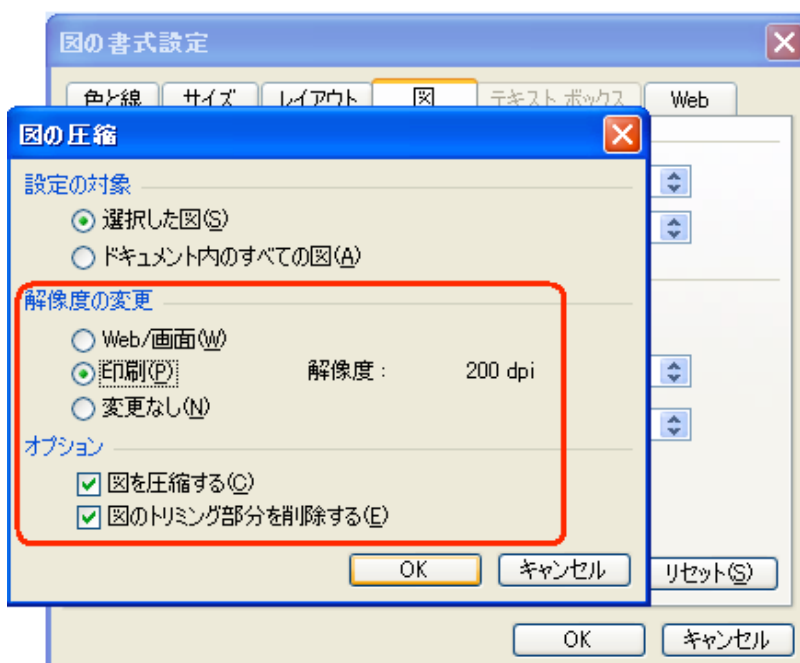 図の書式設定
色と線 サイズ レイアウト 図 テキスト ボックス Web
図の圧縮
設定の対象
選択した図(S)
ドキュメント内のすべての図(A)
解像度の変更
Web/画面(W)
印刷(P) 解像度: 200 dpi
変更なし(N)
オプション
図を圧縮する(C)
図のトリミング部分を削除する(E)
OK キャンセル リセット(S)
OK キャンセル